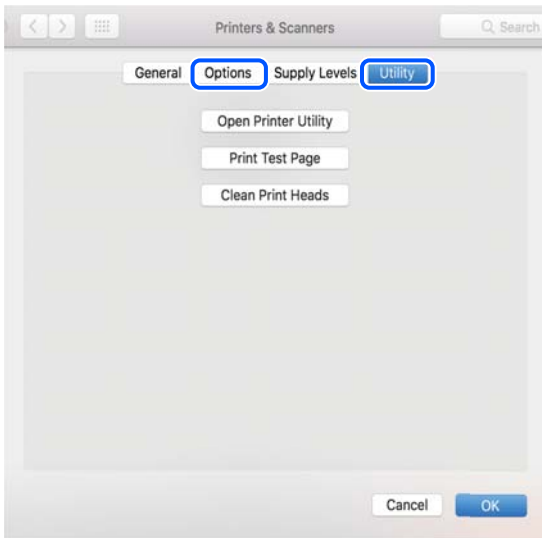 Printers & Scanners Search
General Options Supply Levels Utility
Open Printer Utility
Print Test Page
Clean Print Heads
Cancel OK